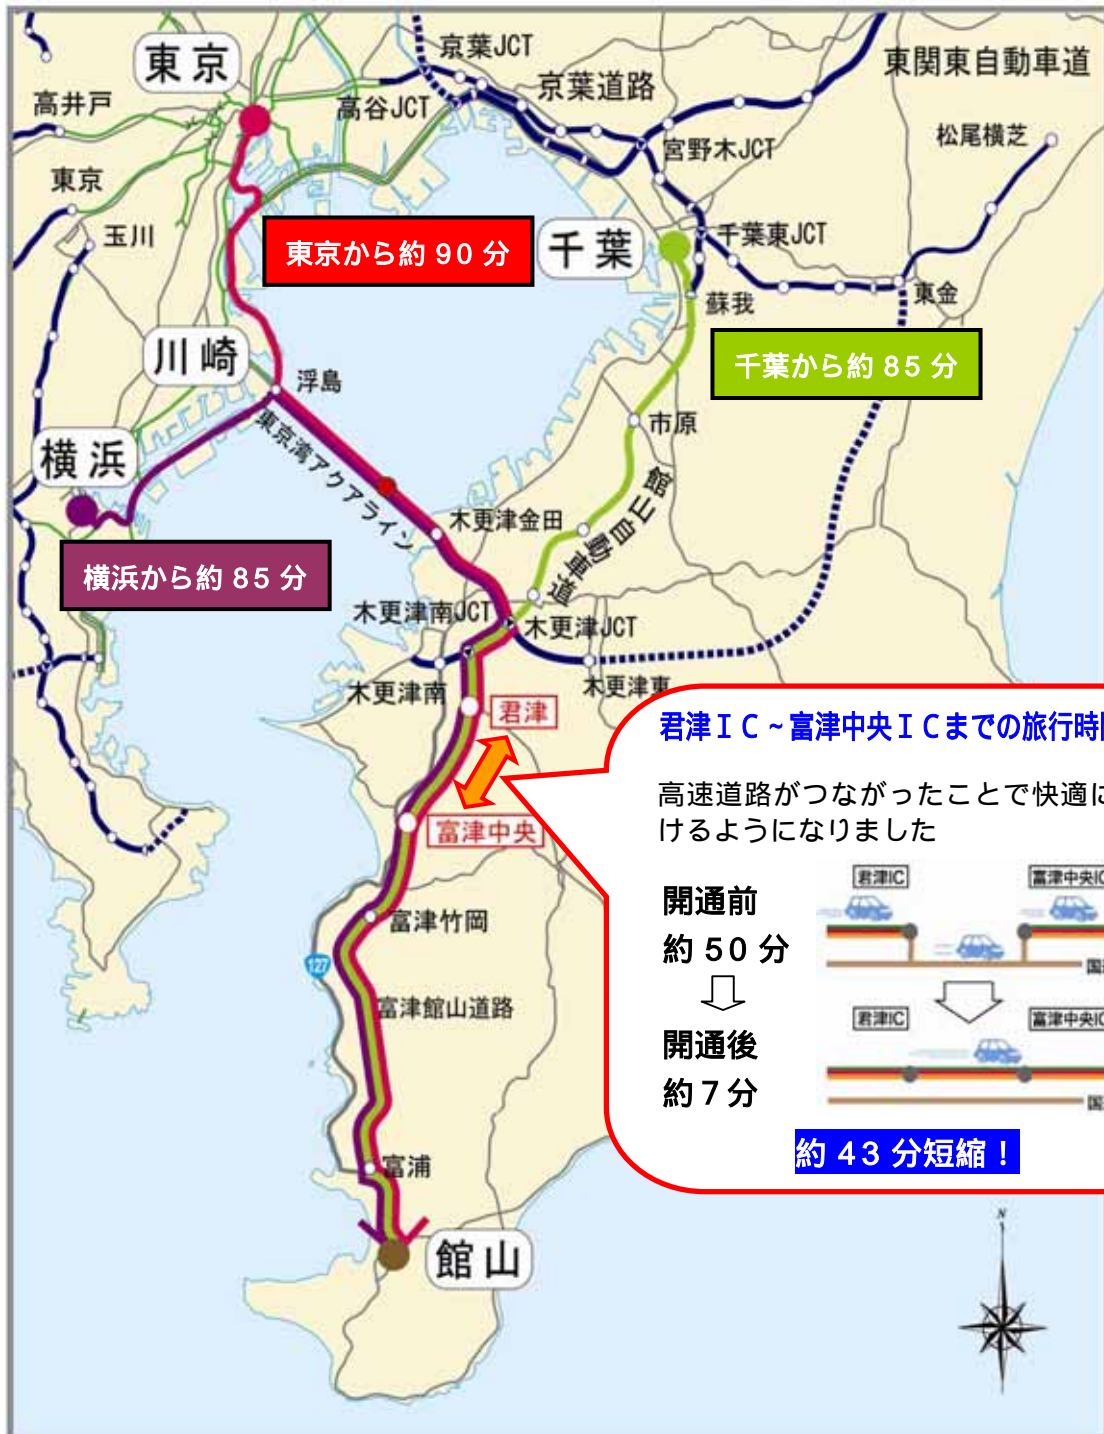 東京
京葉JCT
東関東自動車道
高井戸
高谷JCT
京葉道路
松尾横芝
宮野木JCT
東京
玉川
東京から約 90 分
千葉
千葉東JCT
蘇我
東金
川崎
浮島
千葉から約 85 分
市原
横浜
東京湾アクアライン
木更津金田
館山自動車道
横浜から約 85 分
木更津南JCT
木更津JCT
木更津南
木更津東
君津
富津中央
君津IC~富津中央ICまでの旅行時
高速道路がつながったことで快適に
けるようになりました
開通前
約 50 分
開通後
約 7 分
君津IC
富津中央IC
国
君津IC
富津中央IC
国
約 43 分短縮!
富津竹岡
127
富津館山道路
富浦
館山
N